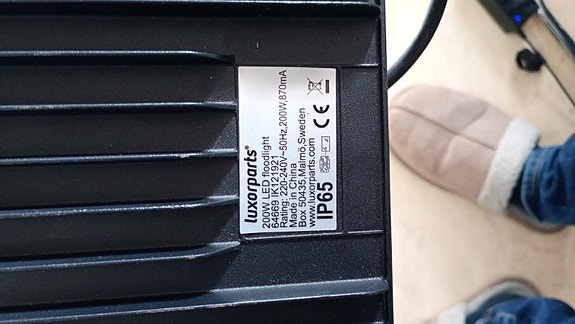 luxorparts®
200W LED floodlight
64669 IK121921
Rating: 220-240V~50Hz,200W,870mA
Made in China
Box 50435,Malmö,Sweden
www.luxorparts.com
IP65
CE